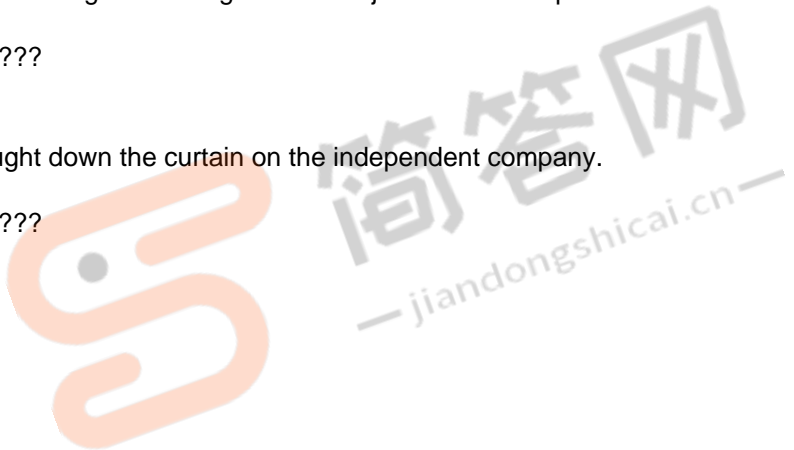 ???
ught down the curtain on the independent company.
???
简答网
jiandongshicai.cn